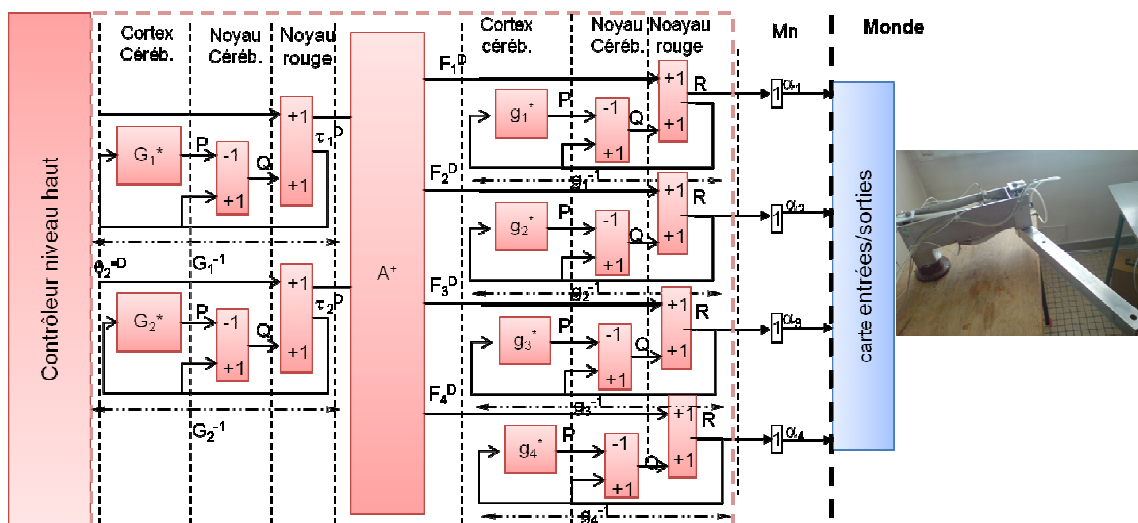 Contrôleur niveau haut
Cortex
Céréb.
Noyau
Céréb.
Noyau
rouge
G₁*
P
-1
+1
Q
+1
+1
τ₁ᴰ
G₁⁻¹
G₂*
P
-1
+1
Q
+1
+1
τ₂ᴰ
G₂⁻¹
A⁺
Cortex
céréb.
Noyau
Céréb.
Noayau
rouge
F₁ᴰ
g₁*
P
-1
+1
Q
+1
+1
R
g₁⁻¹
F₂ᴰ
g₂*
P
-1
+1
Q
+1
+1
R
g₂⁻¹
F₃ᴰ
g₃*
P
-1
+1
Q
+1
+1
R
g₃⁻¹
F₄ᴰ
g₄*
P
-1
+1
Q
+1
+1
R
g₄⁻¹
Mn
1
α₁
1
α₂
1
α₃
1
α₄
Monde
carte entrées/sorties